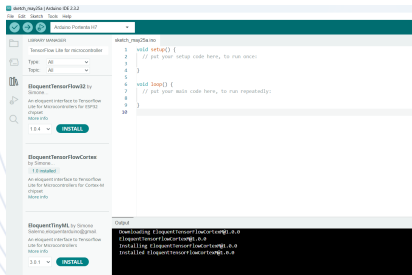 sketch_may25a | Arduino IDE 2.3.2
File Edit Sketch Tools Help
Arduino Portenta H7
LIBRARY MANAGER
TensorFlow Lite for microcontroller
Type: All
Topic: All
EloquentTensorFlow32 by
Simone...
An eloquent interface to Tensorflow
Lite for Microcontrollers for ESP32
chipset
More info
1.0.4 INSTALL
EloquentTensorFlowCortexM
by Simone...
1.0 installed
An eloquent interface to Tensorflow
Lite for Microcontrollers for Cortex-M
chipset
More info
EloquentTinyML by Simone
An eloquent interface to Tensorflow
Lite for Microcontrollers
More info
3.0.1 INSTALL
sketch_may25a.ino
1 void setup() {
2 // put your setup code here, to run once:
3
4 }
5
6 void loop() {
7 // put your main code here, to run repeatedly:
8
9 }
10
Output
Downloading EloquentTensorFlowCortexM@1.0.0
EloquentTensorFlowCortexM@1.0.0
Installing EloquentTensorFlowCortexM@1.0.0
Installed EloquentTensorFlowCortexM@1.0.0